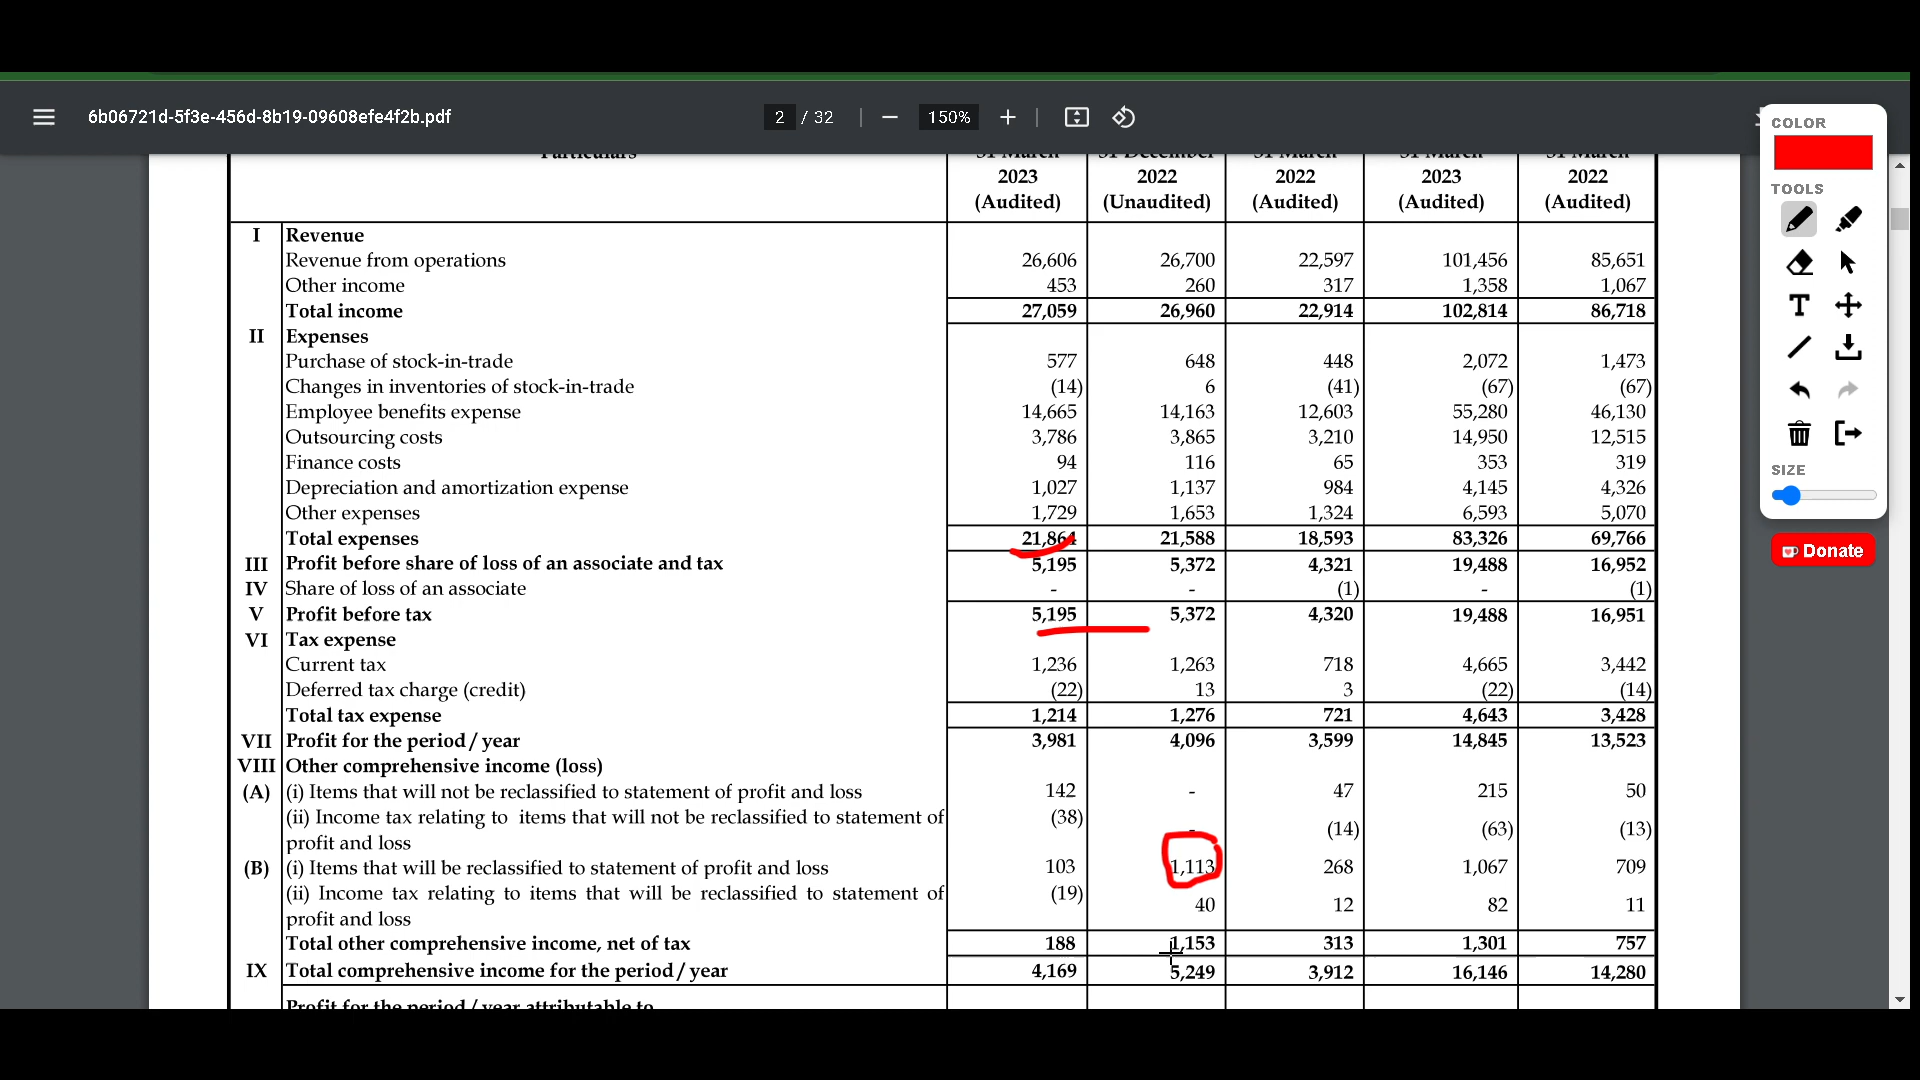 6b06721d-5f3e-456d-8b19-09608efe4f2b.pdf 2 / 32 150%
COLOR
TOOLS
SIZE
Donate
Particulars 31 March 31 December 31 March 31 March 31 March
2023 2022 2022 2023 2022
(Audited) (Unaudited) (Audited) (Audited) (Audited)
I Revenue
Revenue from operations 26,606 26,700 22,597 101,456 85,651
Other income 453 260 317 1,358 1,067
Total income 27,059 26,960 22,914 102,814 86,718
II Expenses
Purchase of stock-in-trade 577 648 448 2,072 1,473
Changes in inventories of stock-in-trade (14) 6 (41) (67) (67)
Employee benefits expense 14,665 14,163 12,603 55,280 46,130
Outsourcing costs 3,786 3,865 3,210 14,950 12,515
Finance costs 94 116 65 353 319
Depreciation and amortization expense 1,027 1,137 984 4,145 4,326
Other expenses 1,729 1,653 1,324 6,593 5,070
Total expenses 21,864 21,588 18,593 83,326 69,766
III Profit before share of loss of an associate and tax 5,195 5,372 4,321 19,488 16,952
IV Share of loss of an associate - - (1) - (1)
V Profit before tax 5,195 5,372 4,320 19,488 16,951
VI Tax expense
Current tax 1,236 1,263 718 4,665 3,442
Deferred tax charge (credit) (22) 13 3 (22) (14)
Total tax expense 1,214 1,276 721 4,643 3,428
VII Profit for the period / year 3,981 4,096 3,599 14,845 13,523
VIII Other comprehensive income (loss)
(A) (i) Items that will not be reclassified to statement of profit and loss 142 - 47 215 50
(ii) Income tax relating to items that will not be reclassified to statement of (38) - (14) (63) (13)
profit and loss
(B) (i) Items that will be reclassified to statement of profit and loss 103 1,113 268 1,067 709
(ii) Income tax relating to items that will be reclassified to statement of (19) 40 12 82 11
profit and loss
Total other comprehensive income, net of tax 188 1,153 313 1,301 757
IX Total comprehensive income for the period / year 4,169 5,249 3,912 16,146 14,280
Profit for the period / year attributable to